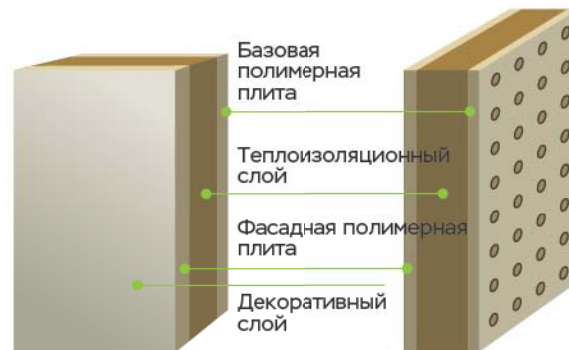 Базовая
полимерная
плита
Теплоизоляционный
слой
Фасадная полимерная
плита
Декоративный
слой